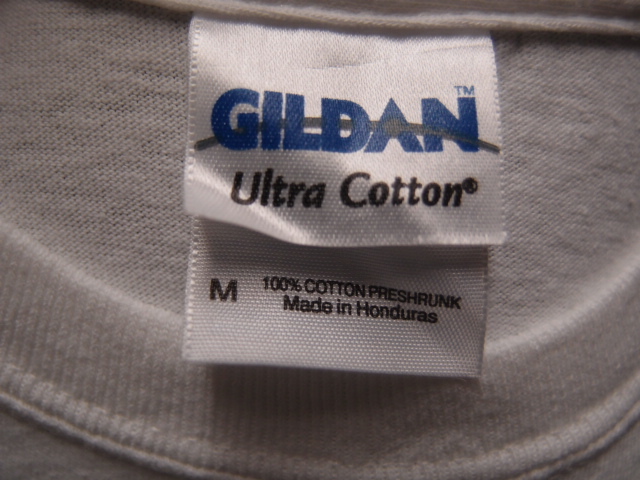 GILDAN™
Ultra Cotton®
M
100% COTTON PRESHRUNK
Made in Honduras